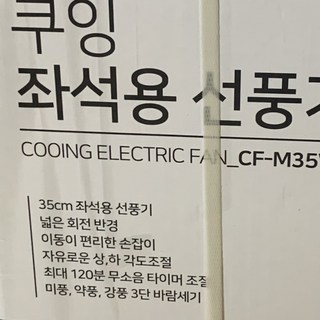 쿠잉
좌석용 선풍기
COOING ELECTRIC FAN_CF-M35
35cm 좌석용 선풍기
넓은 회전 반경
이동이 편리한 손잡이
자유로운 상,하 각도조절
최대 120분 무소음 타이머 조절
미풍, 약풍, 강풍 3단 바람세기